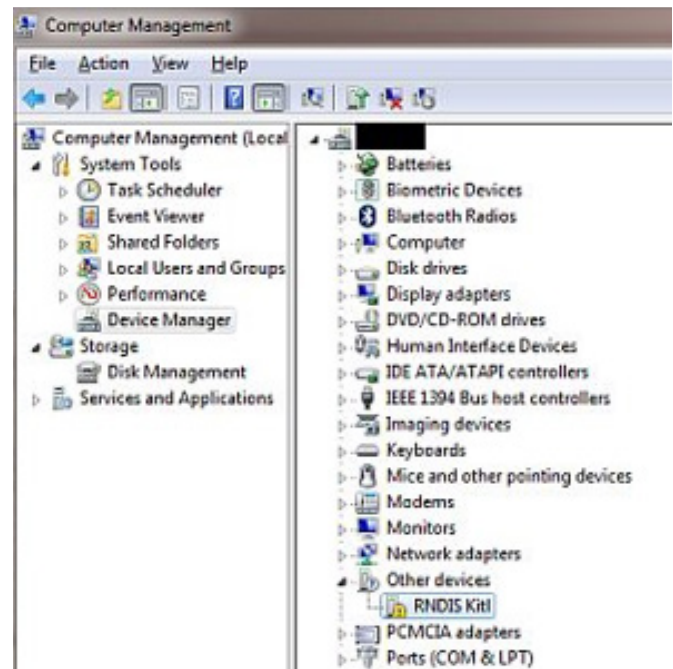 Computer Management
File Action View Help
Computer Management (Local
System Tools
Task Scheduler
Event Viewer
Shared Folders
Local Users and Groups
Performance
Device Manager
Storage
Disk Management
Services and Applications
Batteries
Biometric Devices
Bluetooth Radios
Computer
Disk drives
Display adapters
DVD/CD-ROM drives
Human Interface Devices
IDE ATA/ATAPI controllers
IEEE 1394 Bus host controllers
Imaging devices
Keyboards
Mice and other pointing devices
Modems
Monitors
Network adapters
Other devices
RNDIS Kitl
PCMCIA adapters
Ports (COM & LPT)